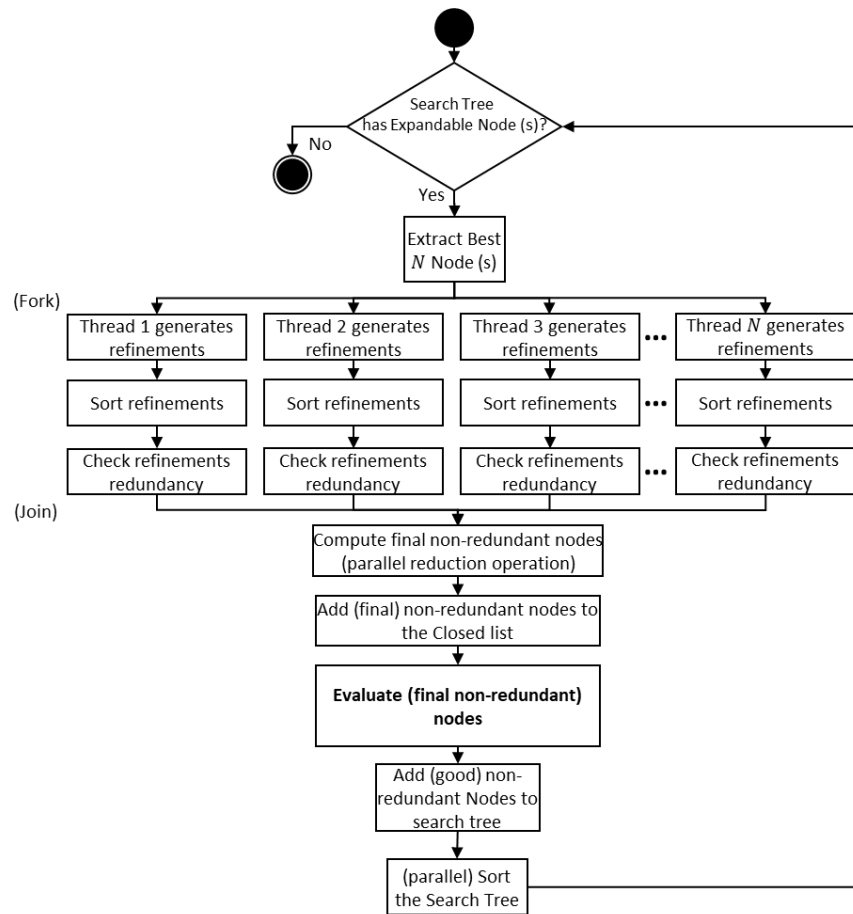 Search Tree
has Expandable Node (s)?
No
Yes
Extract Best
N Node (s)
(Fork)
Thread 1 generates
refinements
Thread 2 generates
refinements
Thread 3 generates
refinements
•••
Thread N generates
refinements
Sort refinements
Sort refinements
Sort refinements
•••
Sort refinements
Check refinements
redundancy
Check refinements
redundancy
Check refinements
redundancy
•••
Check refinements
redundancy
(Join)
Compute final non-redundant nodes
(parallel reduction operation)
Add (final) non-redundant nodes to
the Closed list
Evaluate (final non-redundant)
nodes
Add (good) non-
redundant Nodes to
search tree
(parallel) Sort
the Search Tree